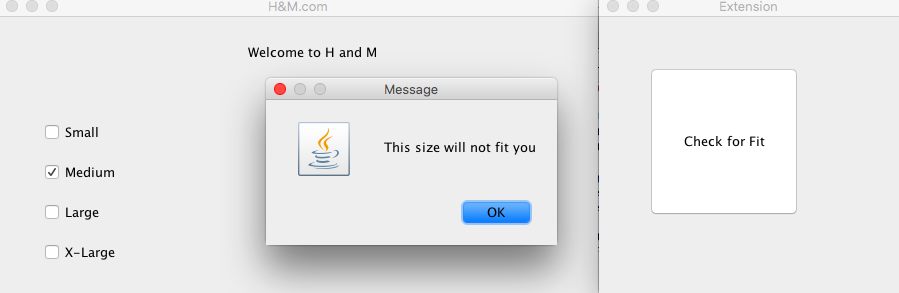 H&M.com
Extension
Welcome to H and M
Message
Small
Medium
Large
X-Large
This size will not fit you
OK
Check for Fit